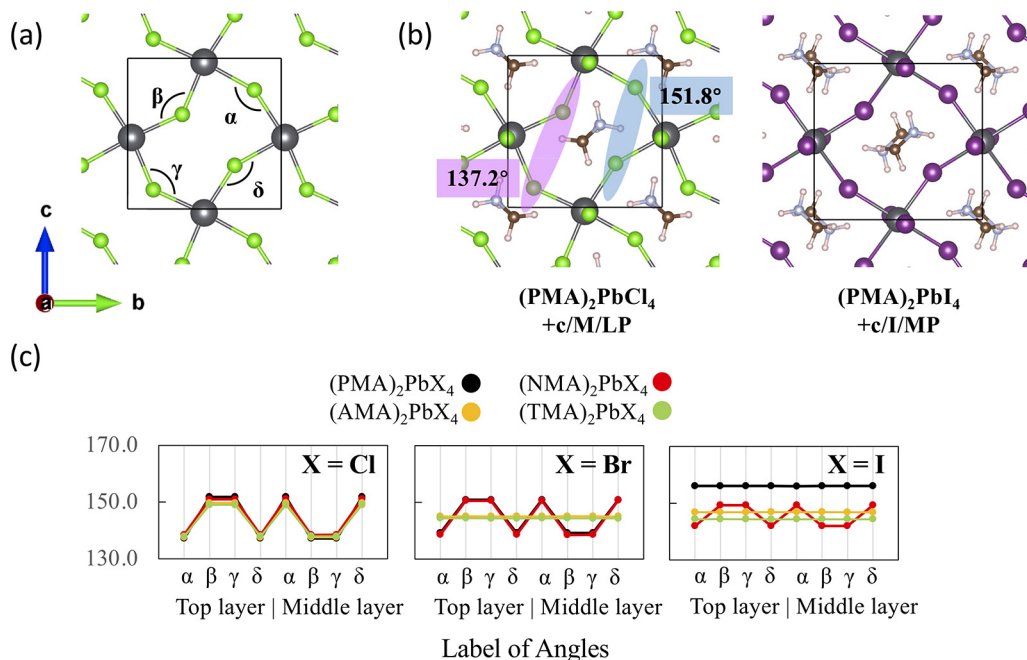 (a)
β
α
γ
δ
c
a
b
(b)
151.8°
137.2°
(PMA)₂PbCl₄
+c/M/LP
(PMA)₂PbI₄
+c/I/MP
(c)
(PMA)₂PbX₄ (NMA)₂PbX₄
(AMA)₂PbX₄ (TMA)₂PbX₄
170.0
150.0
130.0
X = Cl
X = Br
X = I
α β γ δ α β γ δ
Top layer | Middle layer
α β γ δ α β γ δ
Top layer | Middle layer
α β γ δ α β γ δ
Top layer | Middle layer
Label of Angles